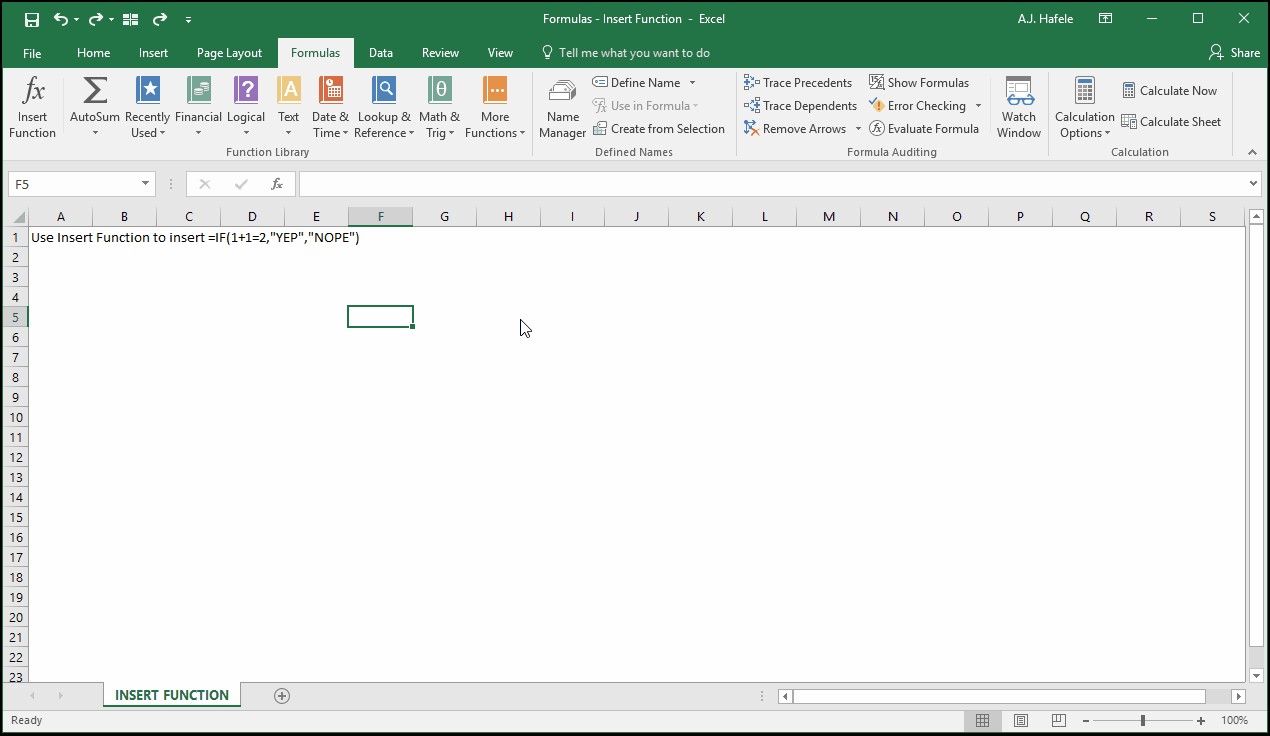 Formulas - Insert Function - Excel
A.J. Hafele
File Home Insert Page Layout Formulas Data Review View Tell me what you want to do Share
fx Insert Function
Σ AutoSum
Recently Used
Financial
? Logical
A Text
Date & Time
Lookup & Reference
θ Math & Trig
... More Functions
Function Library
Name Manager
Define Name
fx Use in Formula
Create from Selection
Defined Names
Trace Precedents
Trace Dependents
Remove Arrows
Show Formulas
Error Checking
fx Evaluate Formula
Watch Window
Formula Auditing
Calculation Options
Calculate Now
Calculate Sheet
Calculation
F5 fx
A B C D E F G H I J K L M N O P Q R S
1 Use Insert Function to insert =IF(1+1=2,"YEP","NOPE")
2
3
4
5
6
7
8
9
10
11
12
13
14
15
16
17
18
19
20
21
22
23
INSERT FUNCTION
Ready
100%